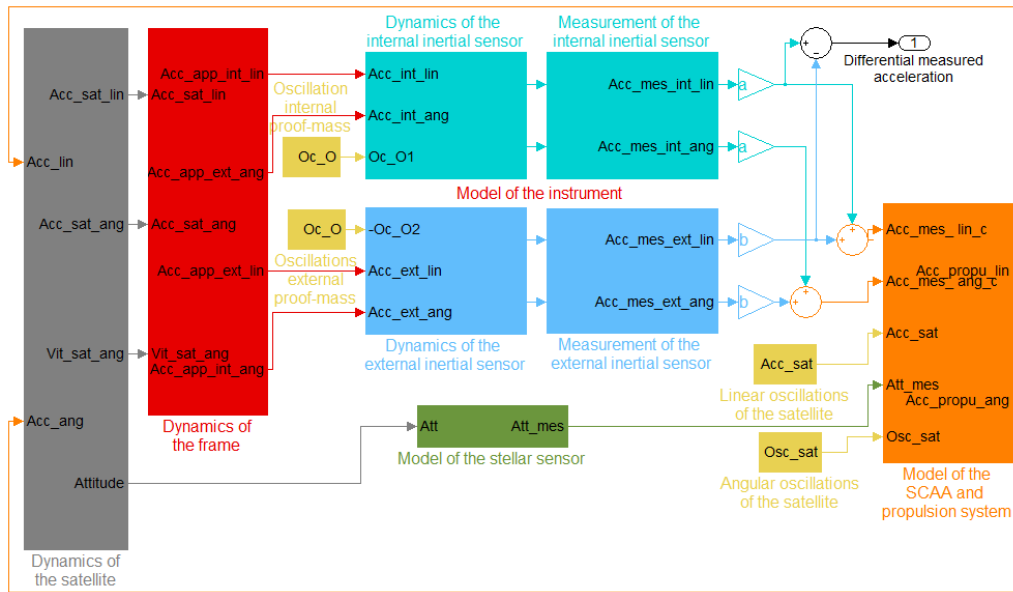 Dynamics of the
internal inertial sensor
Measurement of the
internal inertial sensor
1
Differential measured
acceleration
+
-
Acc_sat_lin
Acc_lin
Acc_sat_ang
Vit_sat_ang
Acc_ang
Attitude
Dynamics of
the satellite
Acc_app_int_lin
Acc_sat_lin
Acc_app_ext_ang
Acc_sat_ang
Acc_app_ext_lin
Vit_sat_ang
Acc_app_int_ang
Dynamics of
the frame
Oscillation
internal
proof-mass
Oc_O
Acc_int_lin
Acc_int_ang
Oc_O1
Acc_mes_int_lin
Acc_mes_int_ang
a
a
Model of the instrument
Oc_O
Oscillations
external
proof-mass
-Oc_O2
Acc_ext_lin
Acc_ext_ang
Acc_mes_ext_lin
Acc_mes_ext_ang
b
b
+
+
+
+
Dynamics of the
external inertial sensor
Measurement of the
external inertial sensor
Att
Att_mes
Model of the stellar sensor
Acc_sat
Linear oscillations
of the satellite
Osc_sat
Angular oscillations
of the satellite
Acc_mes_ lin_c
Acc_propu_lin
Acc_mes_ ang_c
Acc_sat
Att_mes
Acc_propu_ang
Osc_sat
Model of the
SCAA and
propulsion system